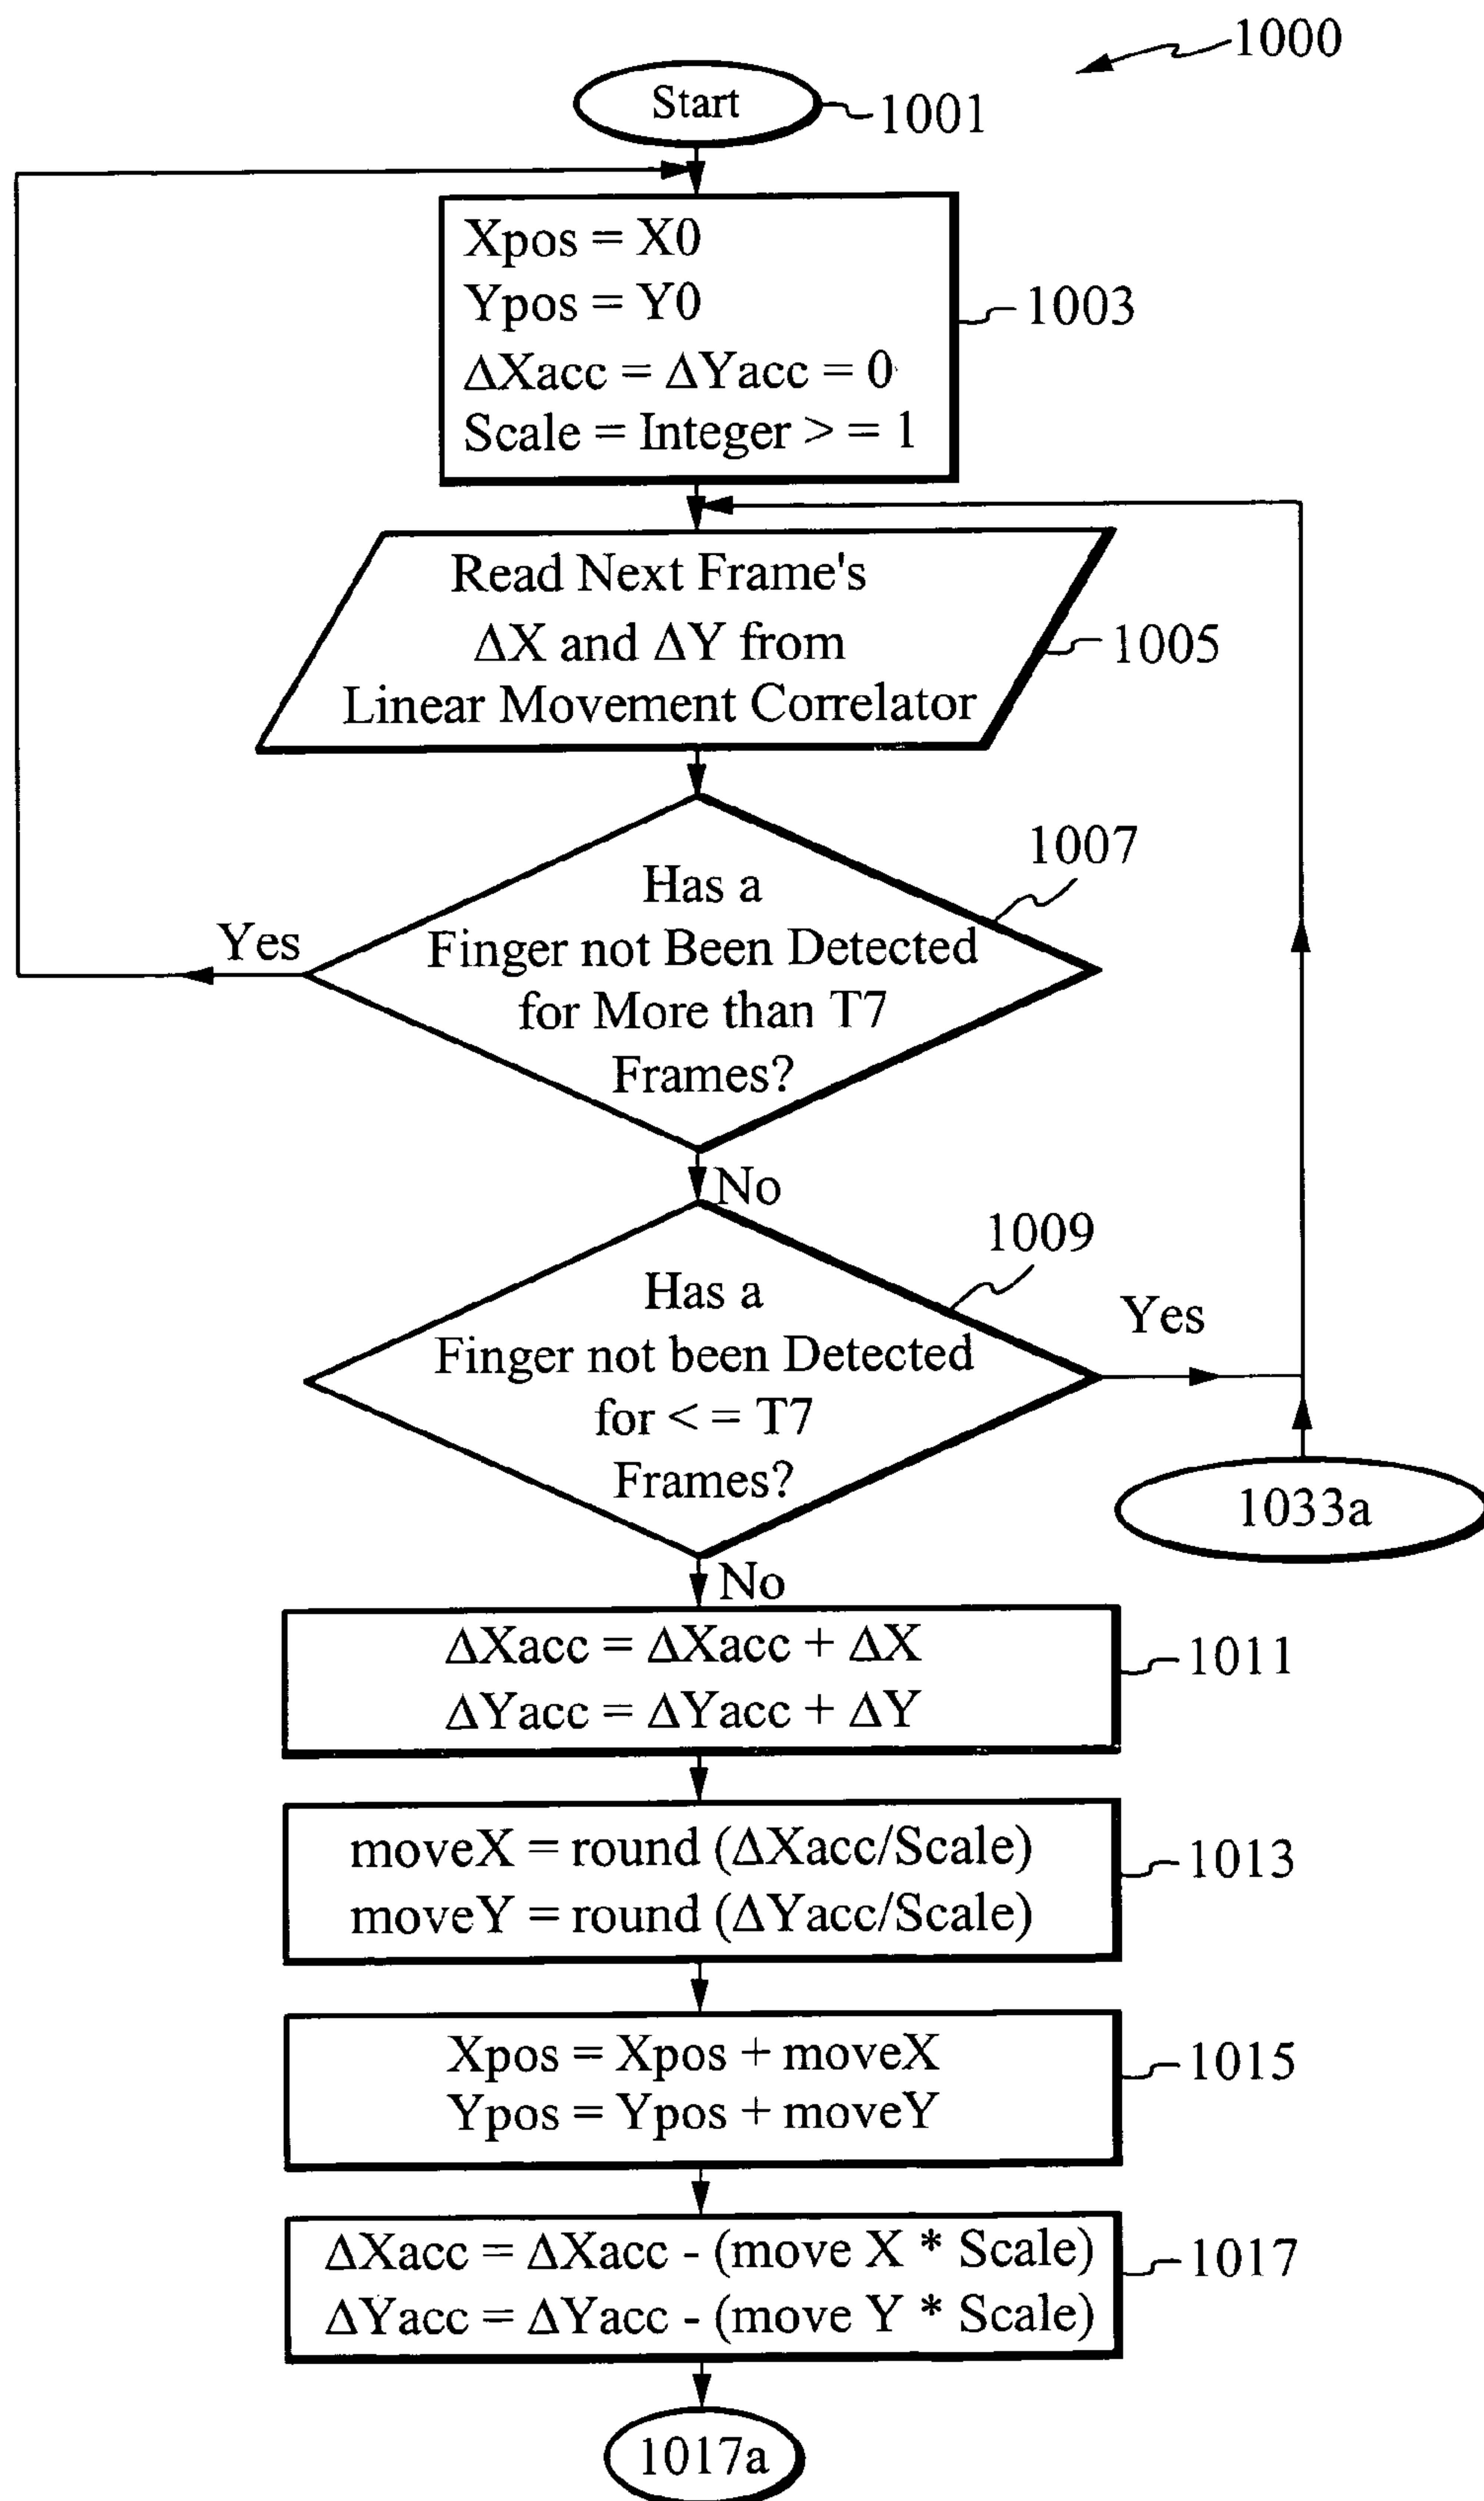 1000
Start
1001
Xpos = X0
Ypos = Y0
ΔXacc = ΔYacc = 0
Scale = Integer > = 1
1003
Read Next Frame's
ΔX and ΔY from
Linear Movement Correlator
1005
1007
Has a
Finger not Been Detected
for More than T7
Frames?
Yes
No
1009
Has a
Finger not been Detected
for < = T7
Frames?
Yes
1033a
No
ΔXacc = ΔXacc + ΔX
ΔYacc = ΔYacc + ΔY
1011
moveX = round (ΔXacc/Scale)
moveY = round (ΔYacc/Scale)
1013
Xpos = Xpos + moveX
Ypos = Ypos + moveY
1015
ΔXacc = ΔXacc - (move X * Scale)
ΔYacc = ΔYacc - (move Y * Scale)
1017
1017a